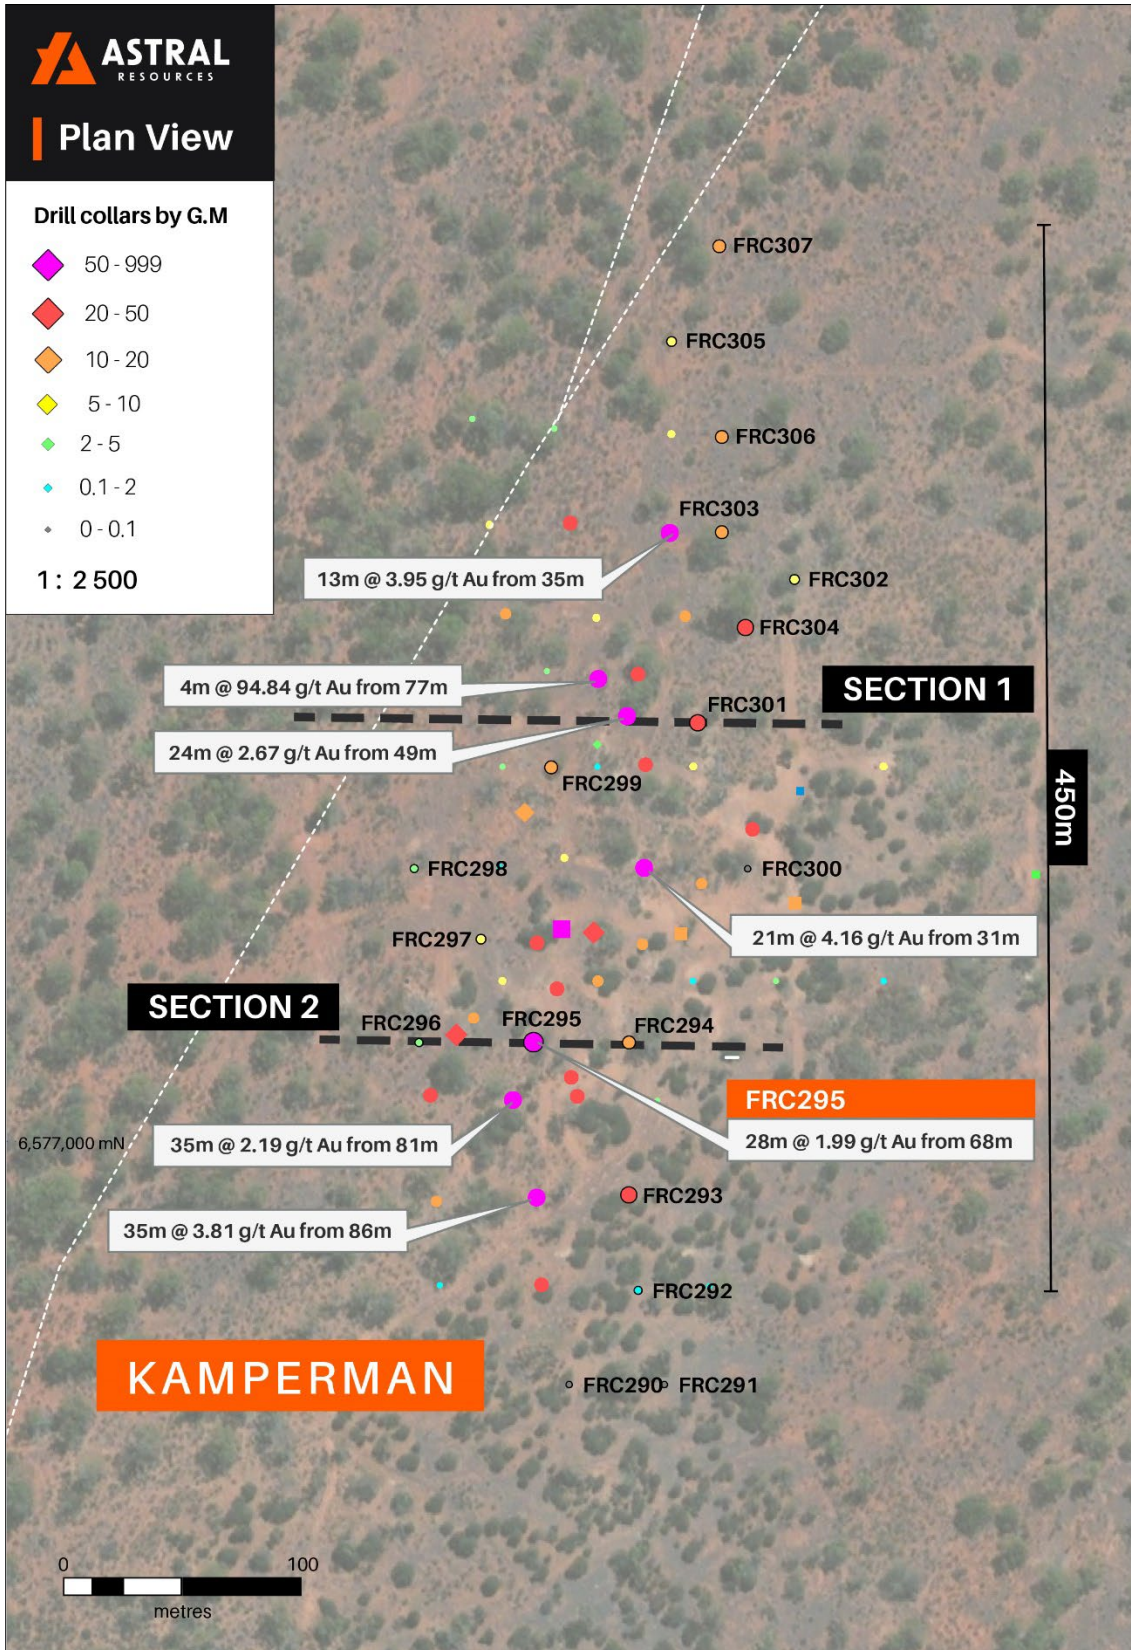 ASTRAL
RESOURCES
Plan View
Drill collars by G.M
50 - 999
20 - 50
10 - 20
5 - 10
2 - 5
0.1 - 2
0 - 0.1
1 : 2 500
FRC307
FRC305
FRC306
FRC303
13m @ 3.95 g/t Au from 35m
FRC302
FRC304
4m @ 94.84 g/t Au from 77m
SECTION 1
FRC301
24m @ 2.67 g/t Au from 49m
FRC299
450m
FRC298
FRC300
FRC297
21m @ 4.16 g/t Au from 31m
SECTION 2
FRC296
FRC295
FRC294
FRC295
28m @ 1.99 g/t Au from 68m
6,577,000 mN
35m @ 2.19 g/t Au from 81m
FRC293
35m @ 3.81 g/t Au from 86m
FRC292
KAMPERMAN
FRC290
FRC291
0 100
metres